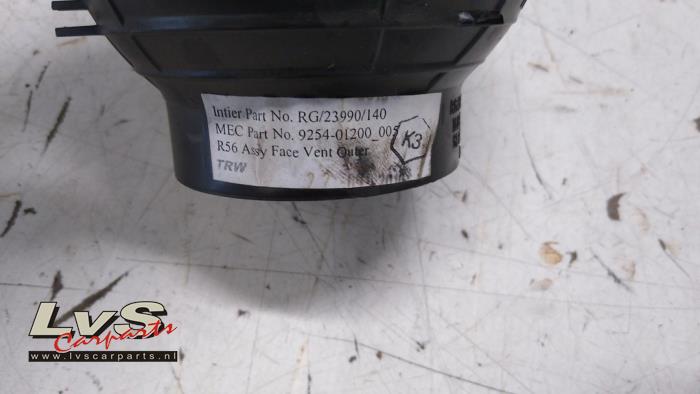 Intier Part No. RG/23990/140
MEC Part No. 9254-01200_005
R56 Assy Face Vent Outer
TRW
K3
LvS
Carparts
www.lvscarparts.nl